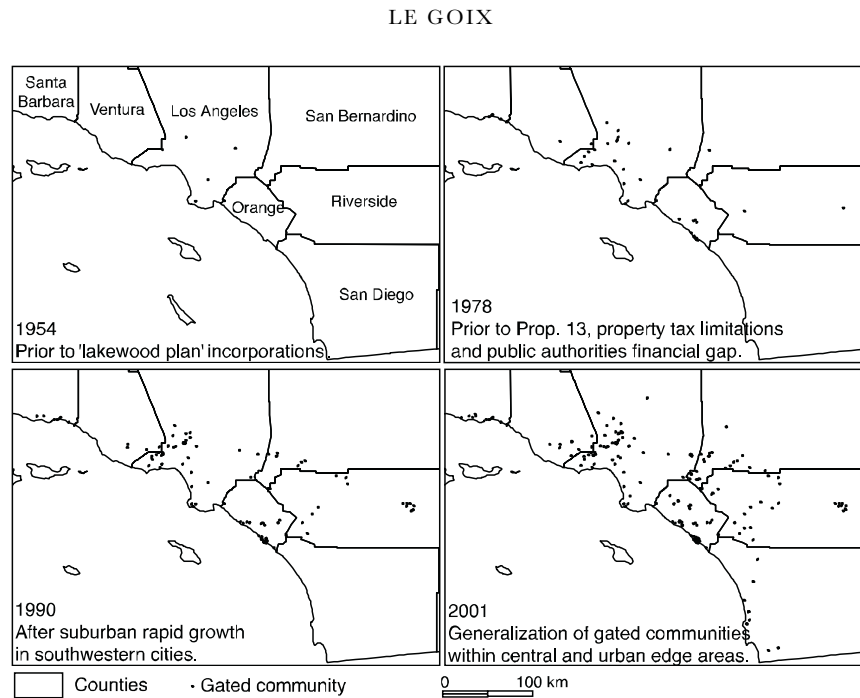 LE GOIX
Santa
Barbara
Ventura
Los Angeles
San Bernardino
Orange
Riverside
San Diego
1954
Prior to 'lakewood plan' incorporations.
1978
Prior to Prop. 13, property tax limitations
and public authorities financial gap.
1990
After suburban rapid growth
in southwestern cities.
2001
Generalization of gated communities
within central and urban edge areas.
Counties
Gated community
0 100 km